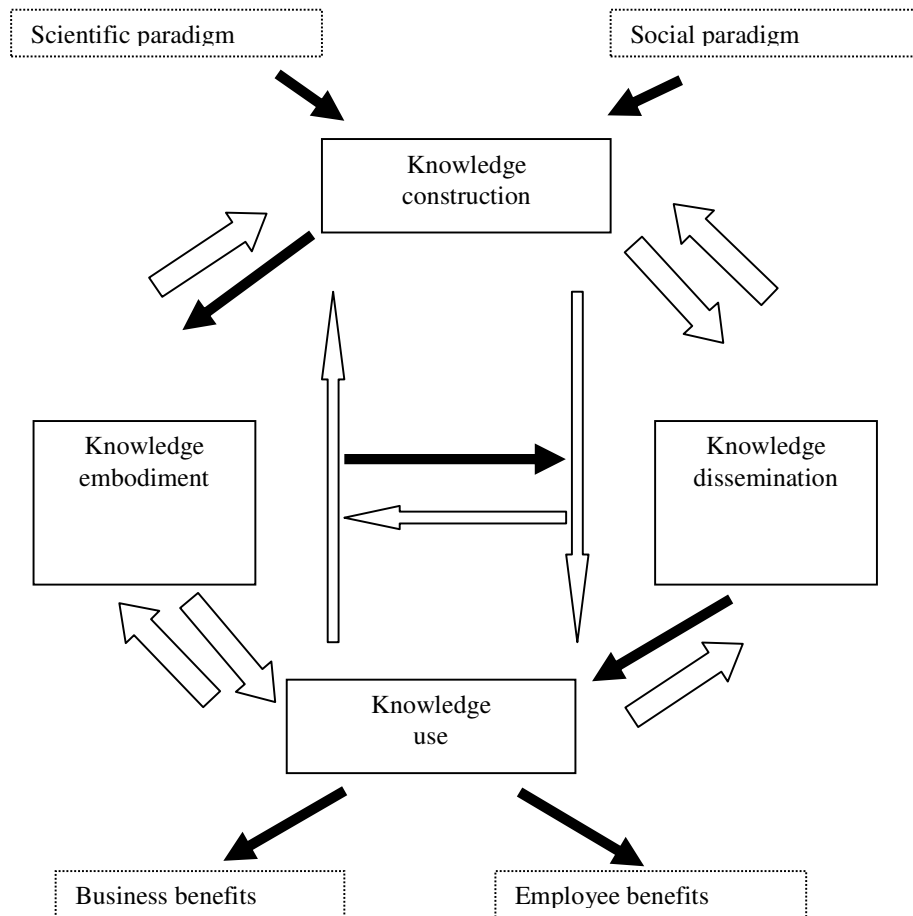 Scientific paradigm
Social paradigm
Knowledge
construction
Knowledge
embodiment
Knowledge
dissemination
Knowledge
use
Business benefits
Employee benefits